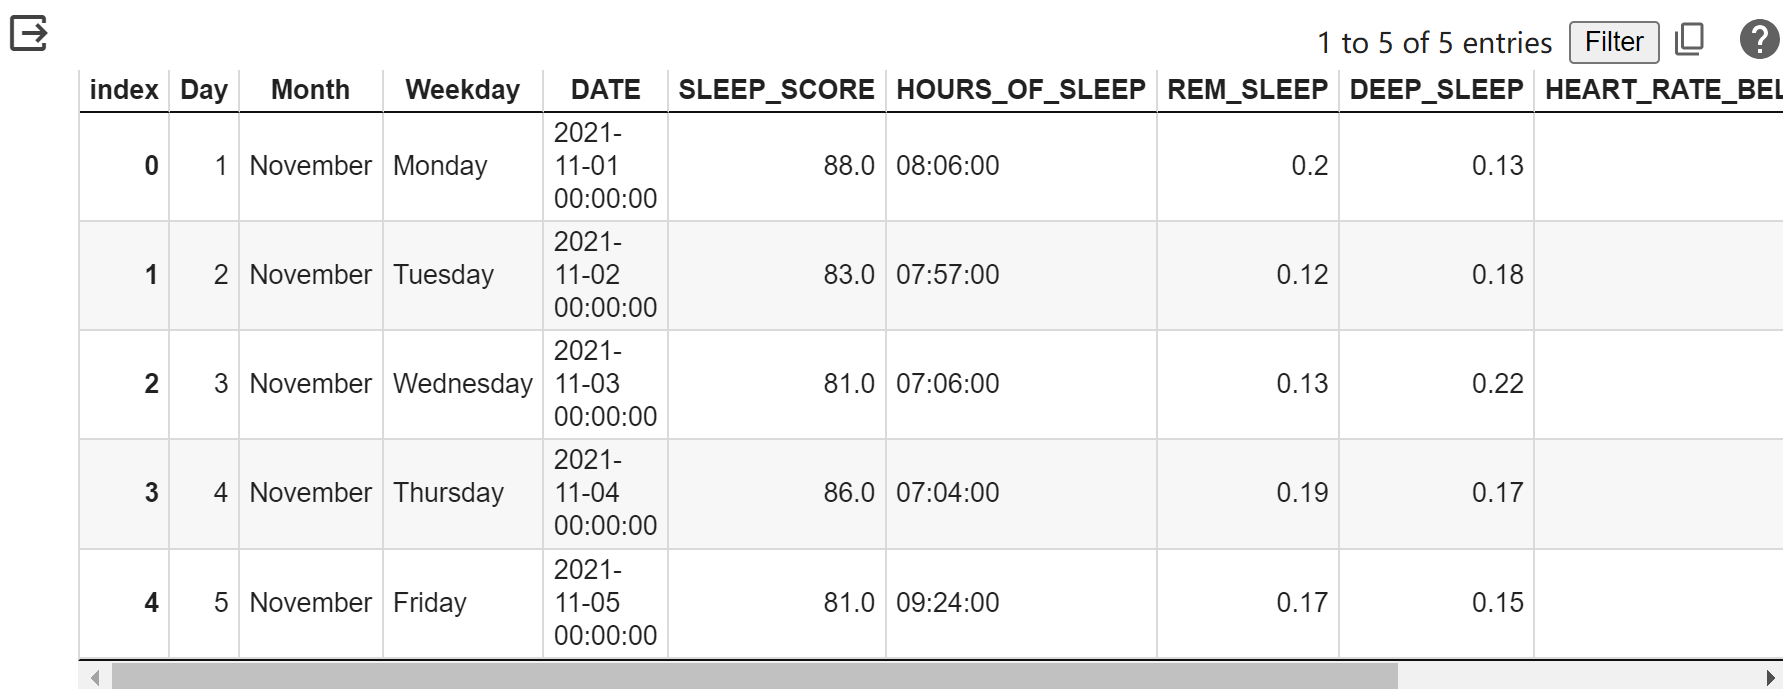 1 to 5 of 5 entries Filter
index Day Month Weekday DATE SLEEP_SCORE HOURS_OF_SLEEP REM_SLEEP DEEP_SLEEP HEART_RATE_BEL
0 1 November Monday 2021-11-01 00:00:00 88.0 08:06:00 0.2 0.13
1 2 November Tuesday 2021-11-02 00:00:00 83.0 07:57:00 0.12 0.18
2 3 November Wednesday 2021-11-03 00:00:00 81.0 07:06:00 0.13 0.22
3 4 November Thursday 2021-11-04 00:00:00 86.0 07:04:00 0.19 0.17
4 5 November Friday 2021-11-05 00:00:00 81.0 09:24:00 0.17 0.15